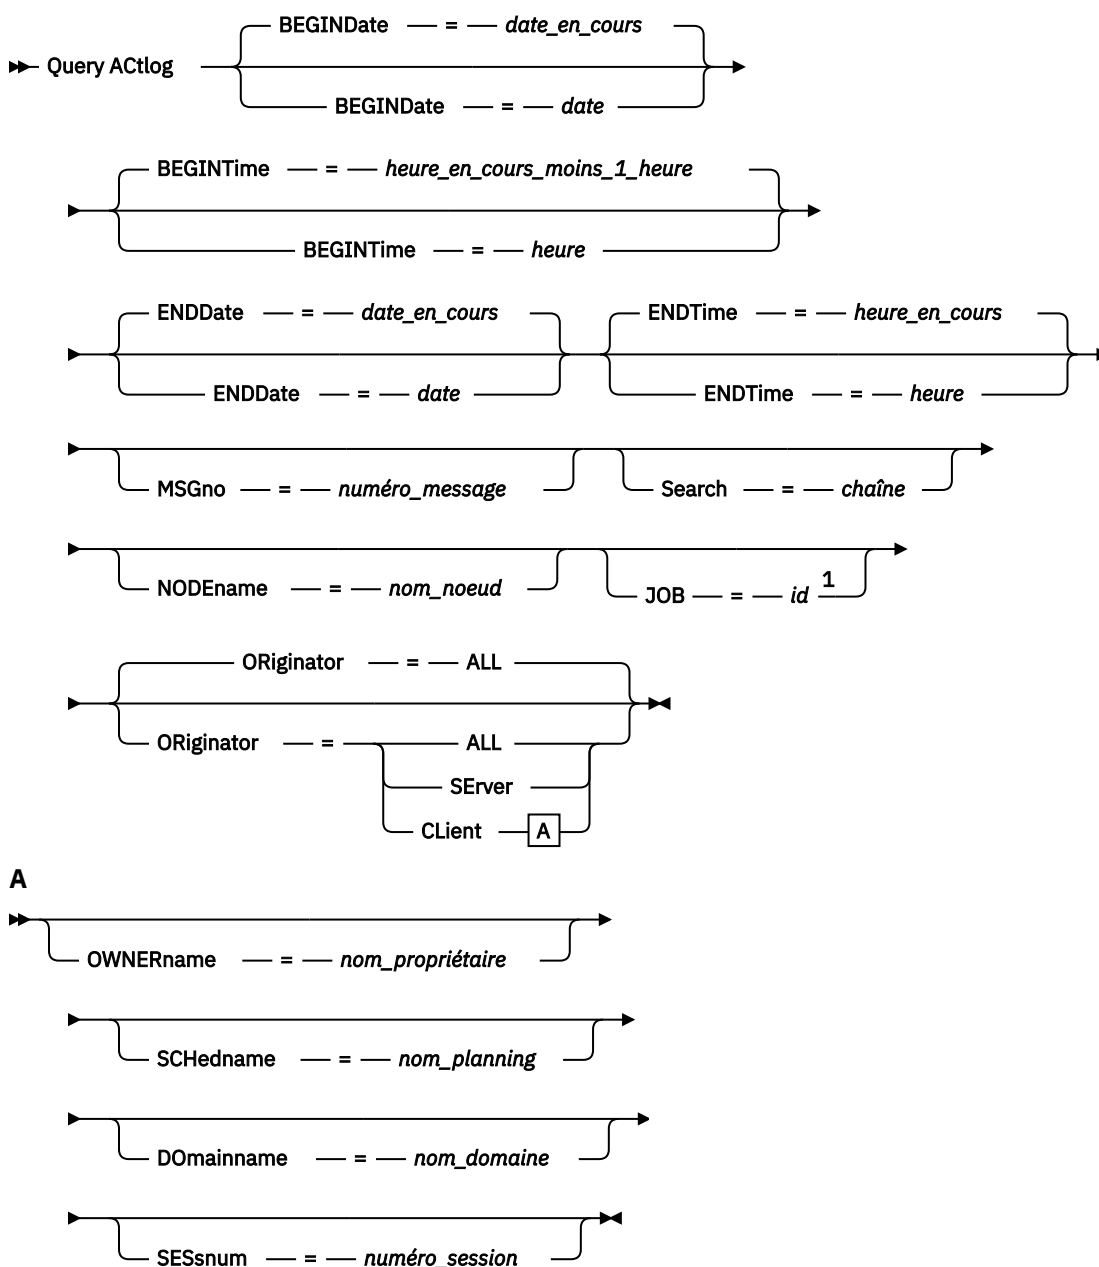 BEGINDate = date_en_cours
Query ACtlog
BEGINDate = date
BEGINTime = heure_en_cours_moins_1_heure
BEGINTime = heure
ENDDate = date_en_cours ENDTime = heure_en_cours
ENDDate = date ENDTime = heure
MSGno = numéro_message Search = chaîne
NODEname = nom_noeud JOB = id 1
ORiginator = ALL
ORiginator = ALL
SErver
CLient A
A
OWNERname = nom_propriétaire
SCHedname = nom_planning
DOmainname = nom_domaine
SESsnum = numéro_session